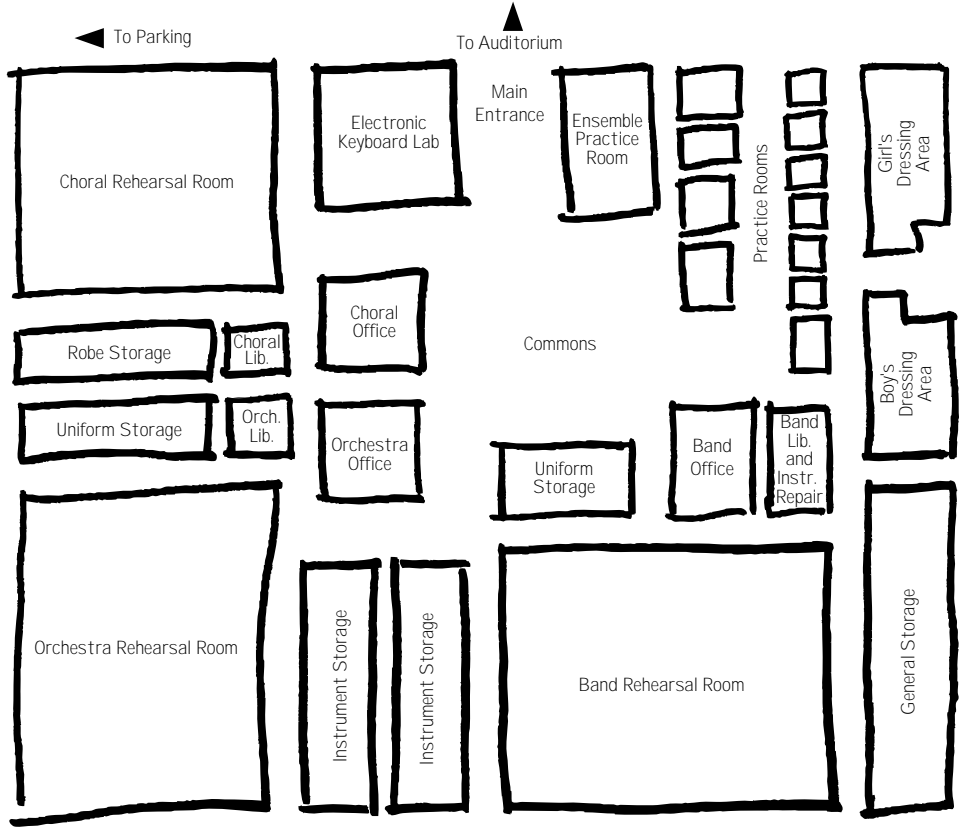 To Parking
To Auditorium
Main
Entrance
Electronic
Keyboard Lab
Ensemble
Practice
Room
Choral Rehearsal Room
Practice Rooms
Girl's
Dressing
Area
Choral
Office
Commons
Robe Storage
Choral
Lib.
Boy's
Dressing
Area
Uniform Storage
Orch.
Lib.
Orchestra
Office
Uniform
Storage
Band
Office
Band
Lib.
and
Instr.
Repair
Orchestra Rehearsal Room
Instrument Storage
Instrument Storage
Band Rehearsal Room
General Storage